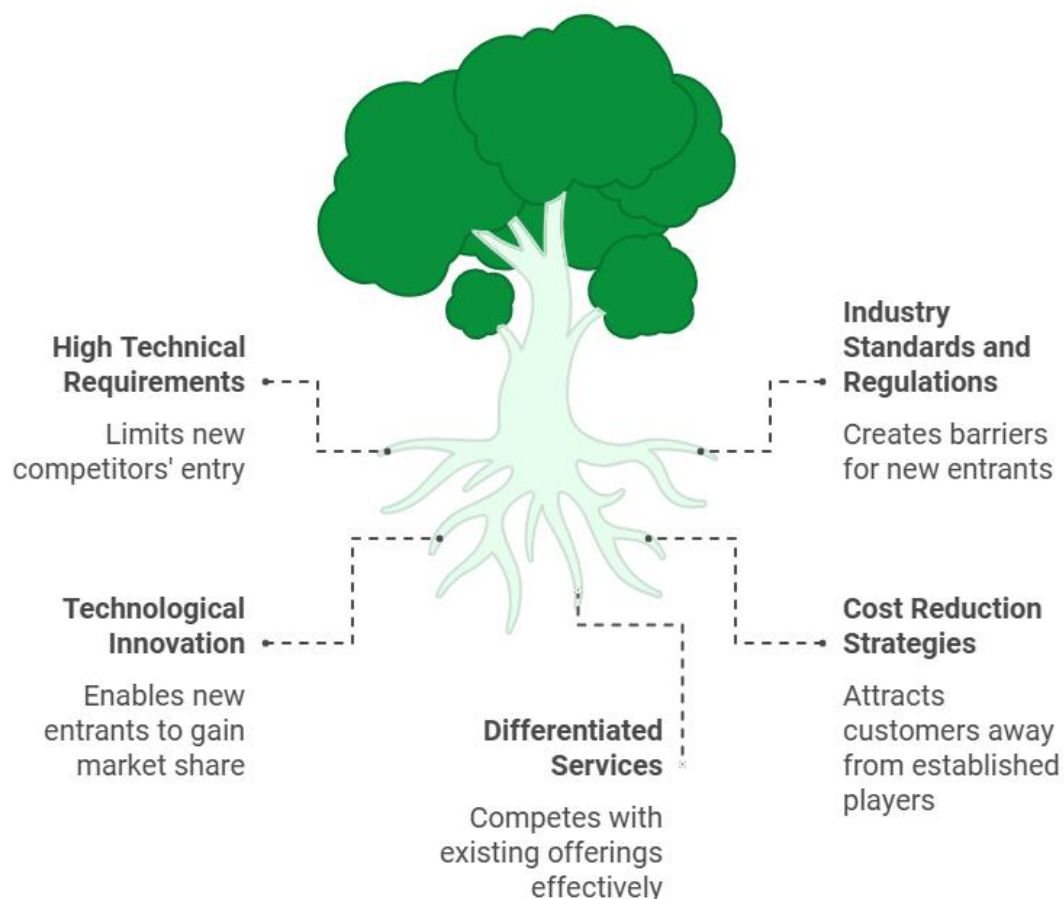 High Technical
Requirements
Limits new
competitors' entry
Industry
Standards and
Regulations
Creates barriers
for new entrants
Technological
Innovation
Enables new
entrants to gain
market share
Differentiated
Services
Competes with
existing offerings
effectively
Cost Reduction
Strategies
Attracts
customers away
from established
players